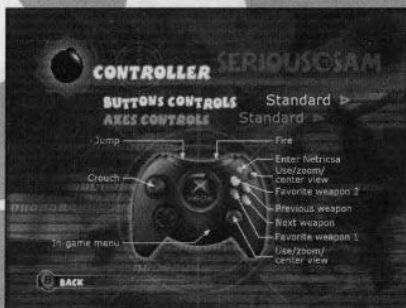 SERIOUS SAM
CONTROLLER
BUTTONS CONTROLS Standard
AXES CONTROLS Standard
Jump
Fire
Enter Netricsa
Use/zoom/
center view
Crouch
Favorite weapon 2
Previous weapon
Next weapon
In-game menu
Favorite weapon 1
Use/zoom/
center view
B BACK